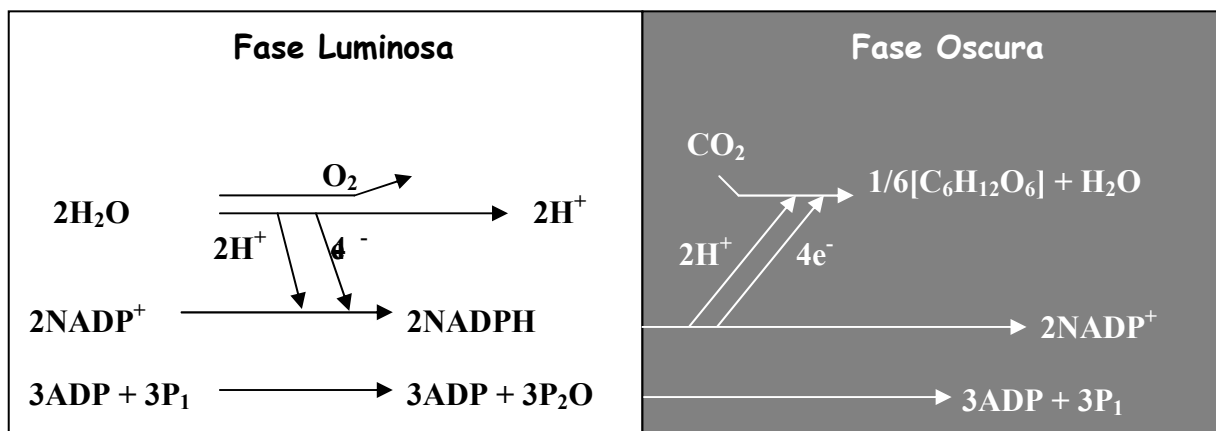 Fase Luminosa
O₂
2H₂O
2H⁺
2H⁺
4e⁻
2NADP⁺
2NADPH
3ADP + 3P₁
3ADP + 3P₂O
Fase Oscura
CO₂
1/6[C₆H₁₂O₆] + H₂O
2H⁺
4e⁻
2NADP⁺
3ADP + 3P₁